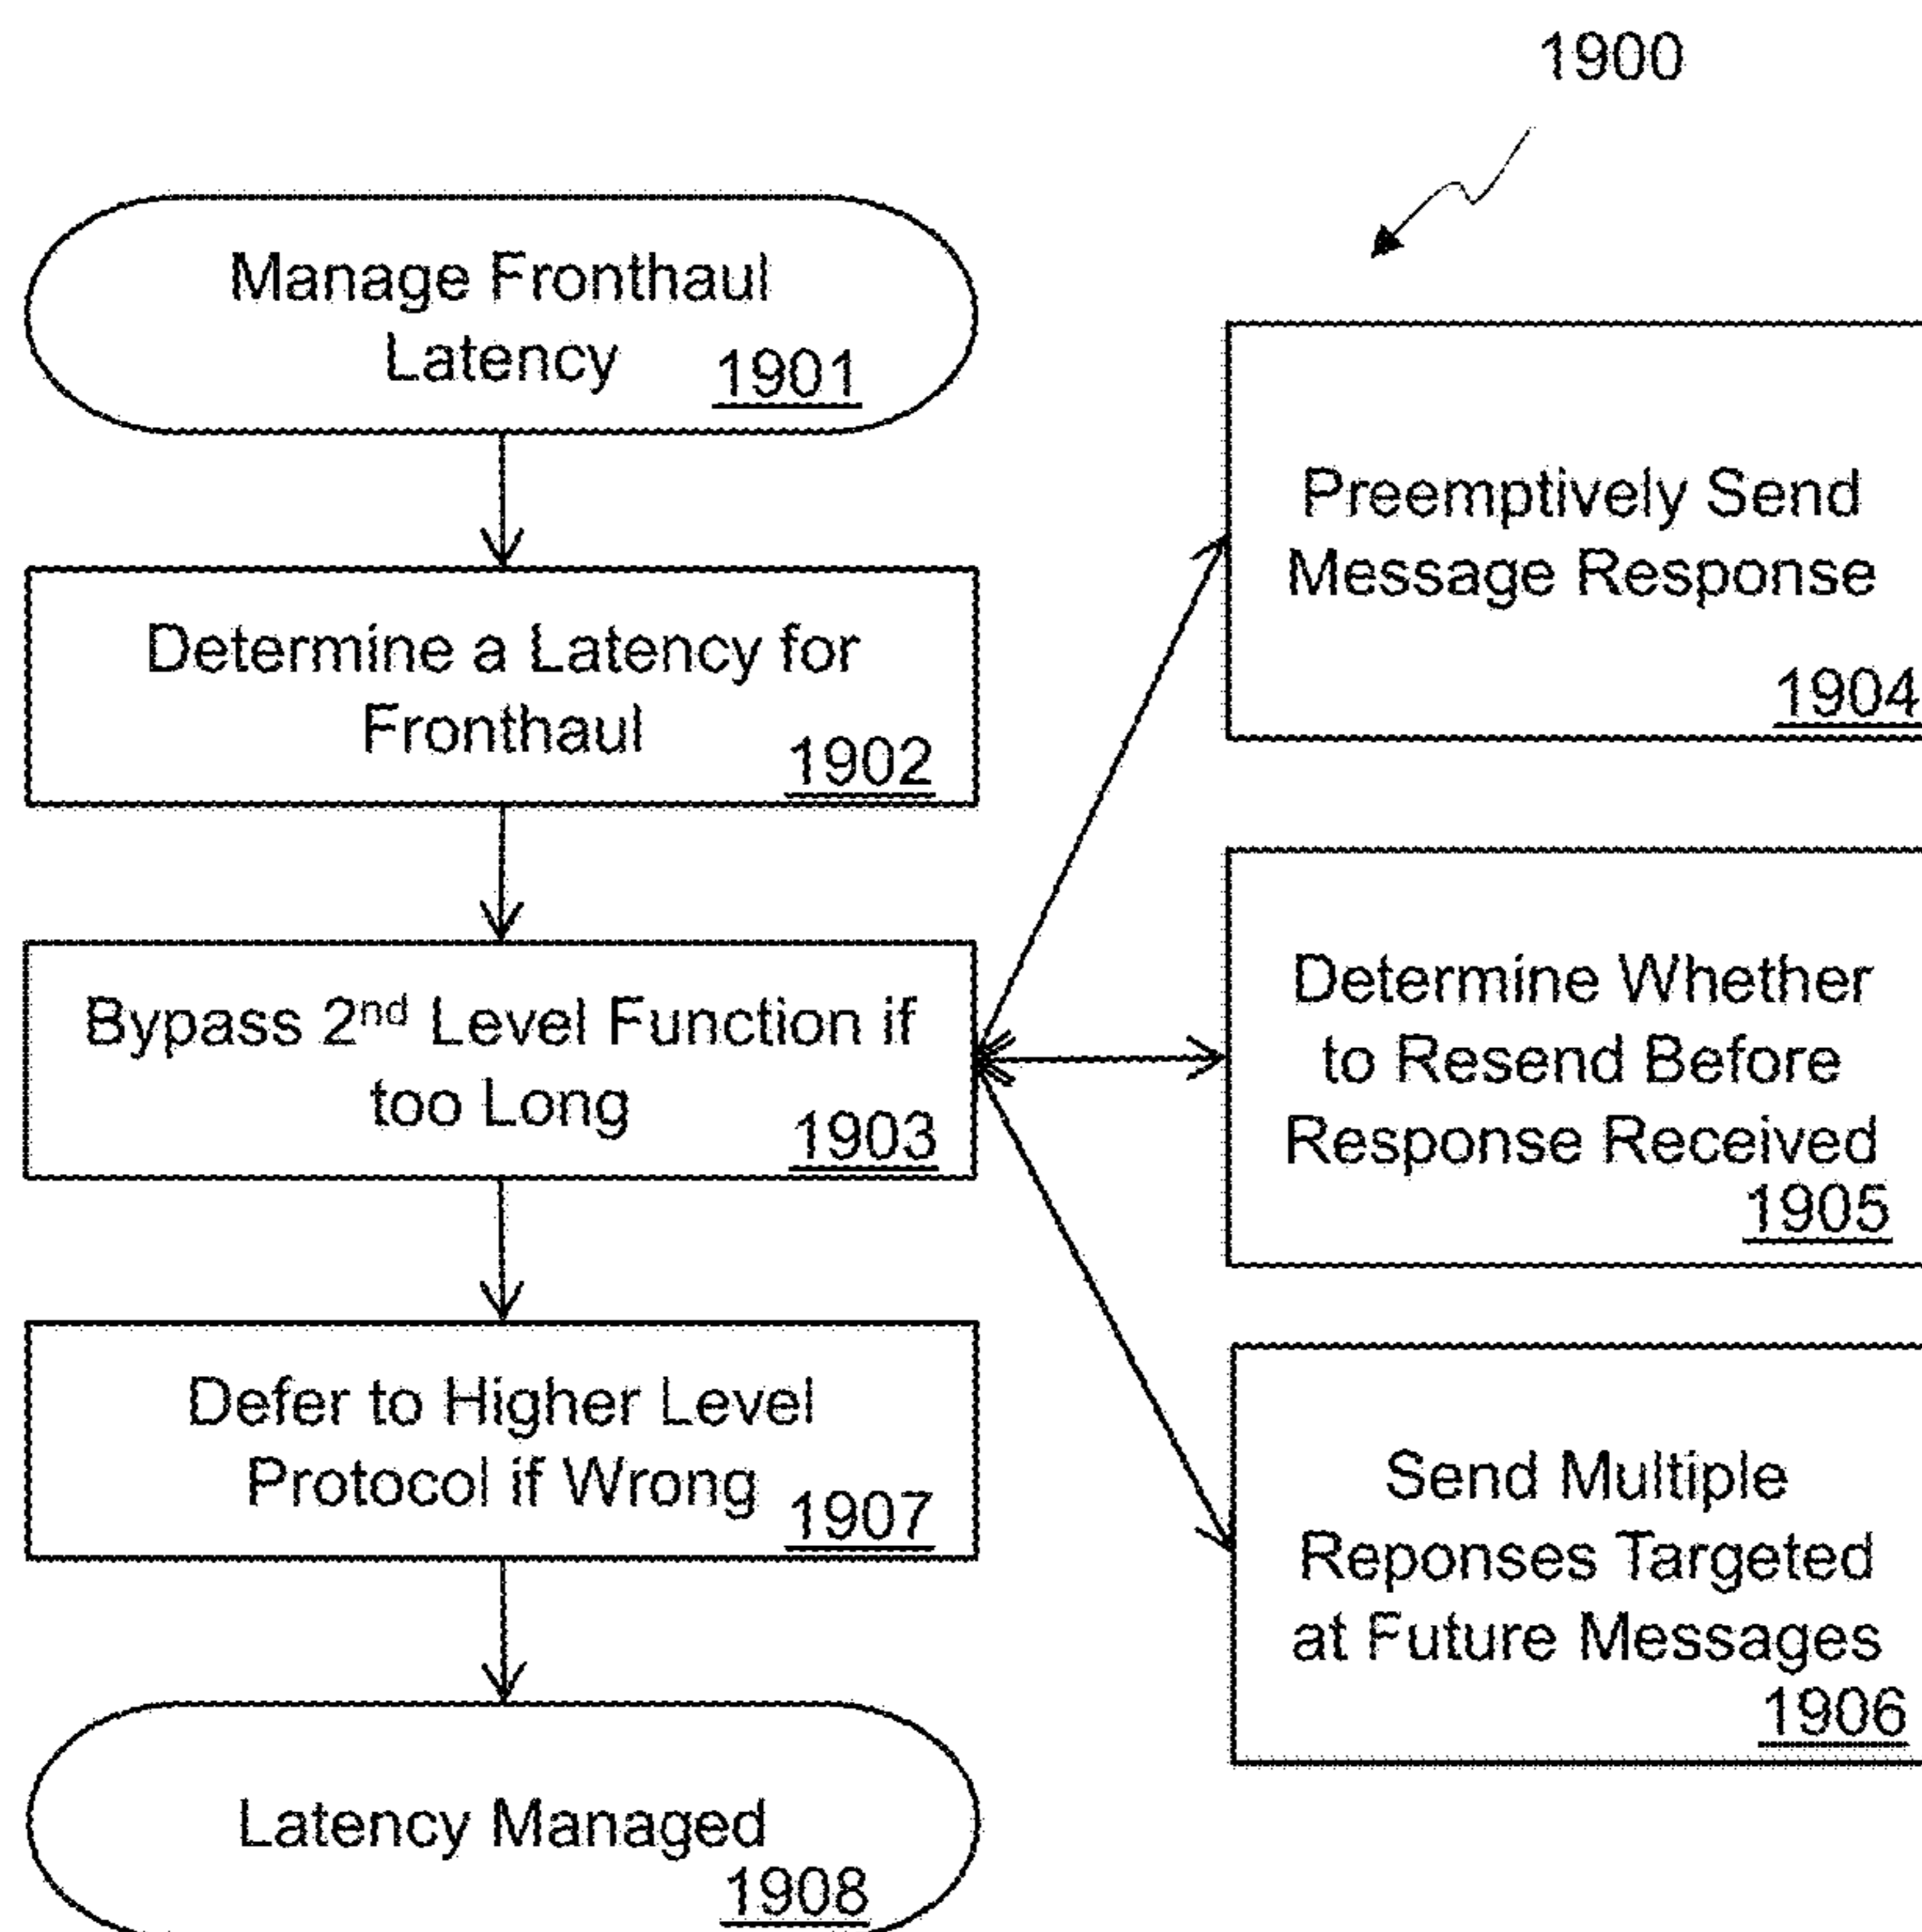 1900
Manage Fronthaul
Latency
1901
Determine a Latency for
Fronthaul
1902
Bypass 2nd Level Function if
too Long
1903
Preemptively Send
Message Response
1904
Determine Whether
to Resend Before
Response Received
1905
Send Multiple
Reponses Targeted
at Future Messages
1906
Defer to Higher Level
Protocol if Wrong
1907
Latency Managed
1908